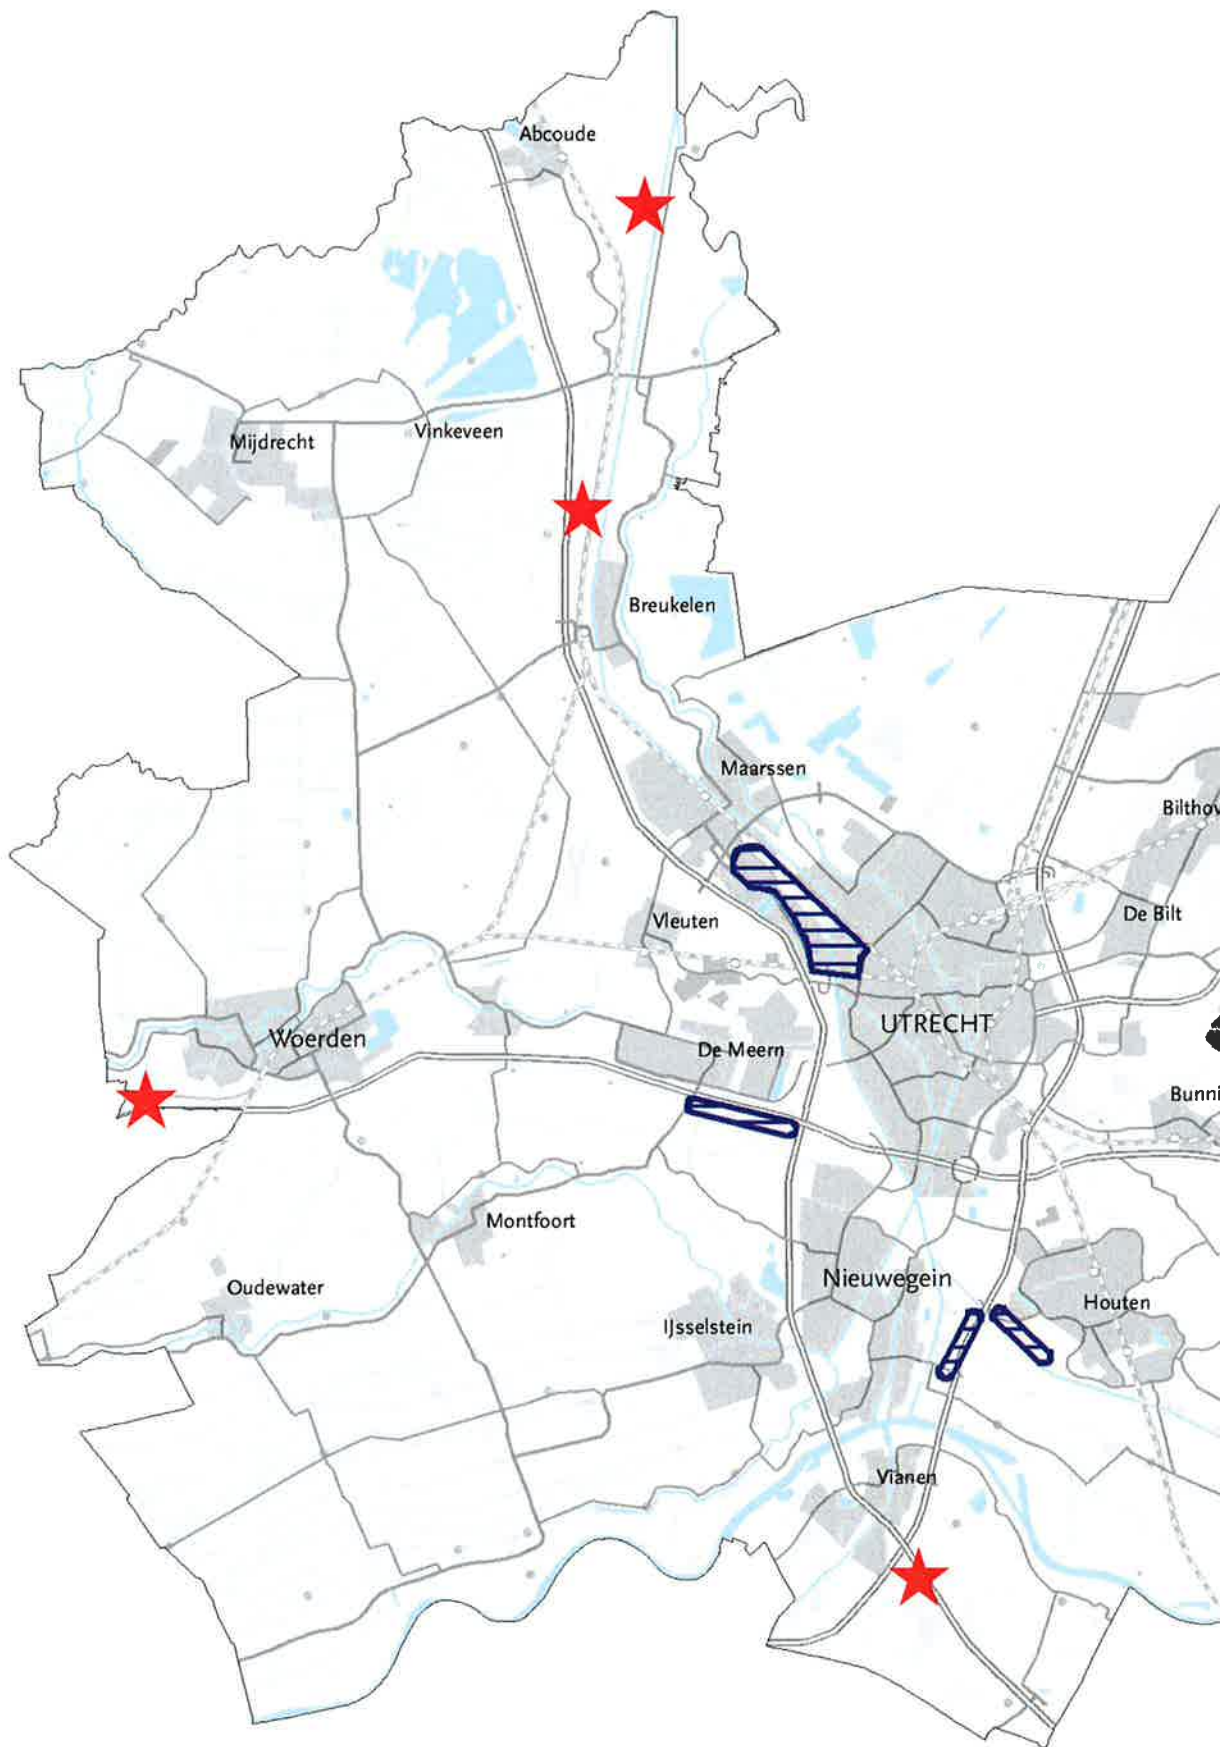 Abcoude
Mijdrecht
Vinkeveen
Breukelen
Maarssen
Bilthov
Vleuten
De Bilt
Woerden
De Meern
UTRECHT
Bunni
Montfoort
Oudewater
Nieuwegein
Houten
IJsselstein
Vianen